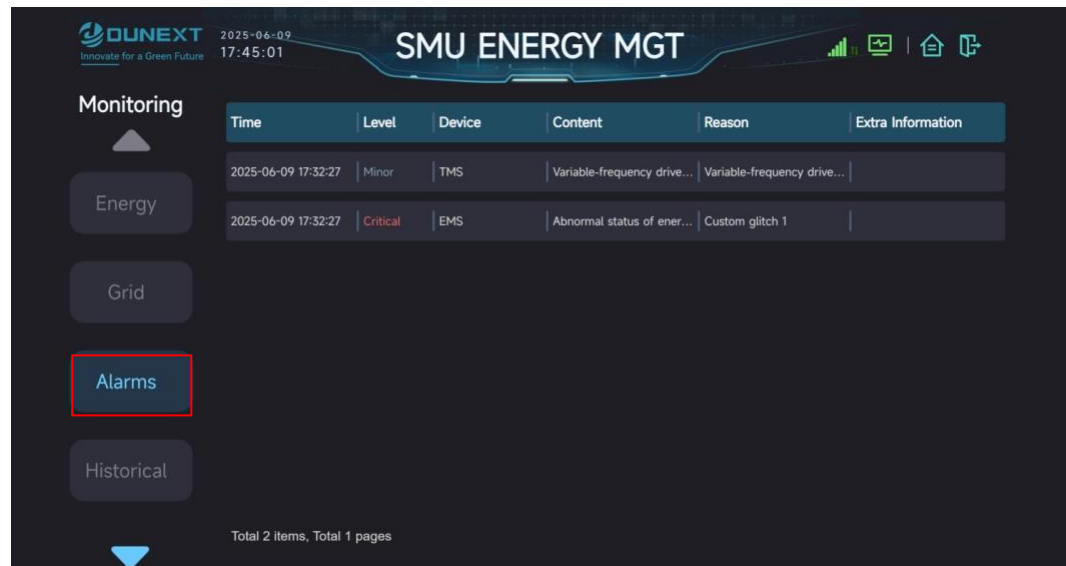 DUNEXT
Innovate for a Green Future
2025-06-09
17:45:01
SMU ENERGY MGT
Monitoring
Energy
Grid
Alarms
Historical
Time Level Device Content Reason Extra Information
2025-06-09 17:32:27 Minor TMS Variable-frequency drive... Variable-frequency drive...
2025-06-09 17:32:27 Critical EMS Abnormal status of ener... Custom glitch 1
Total 2 items, Total 1 pages